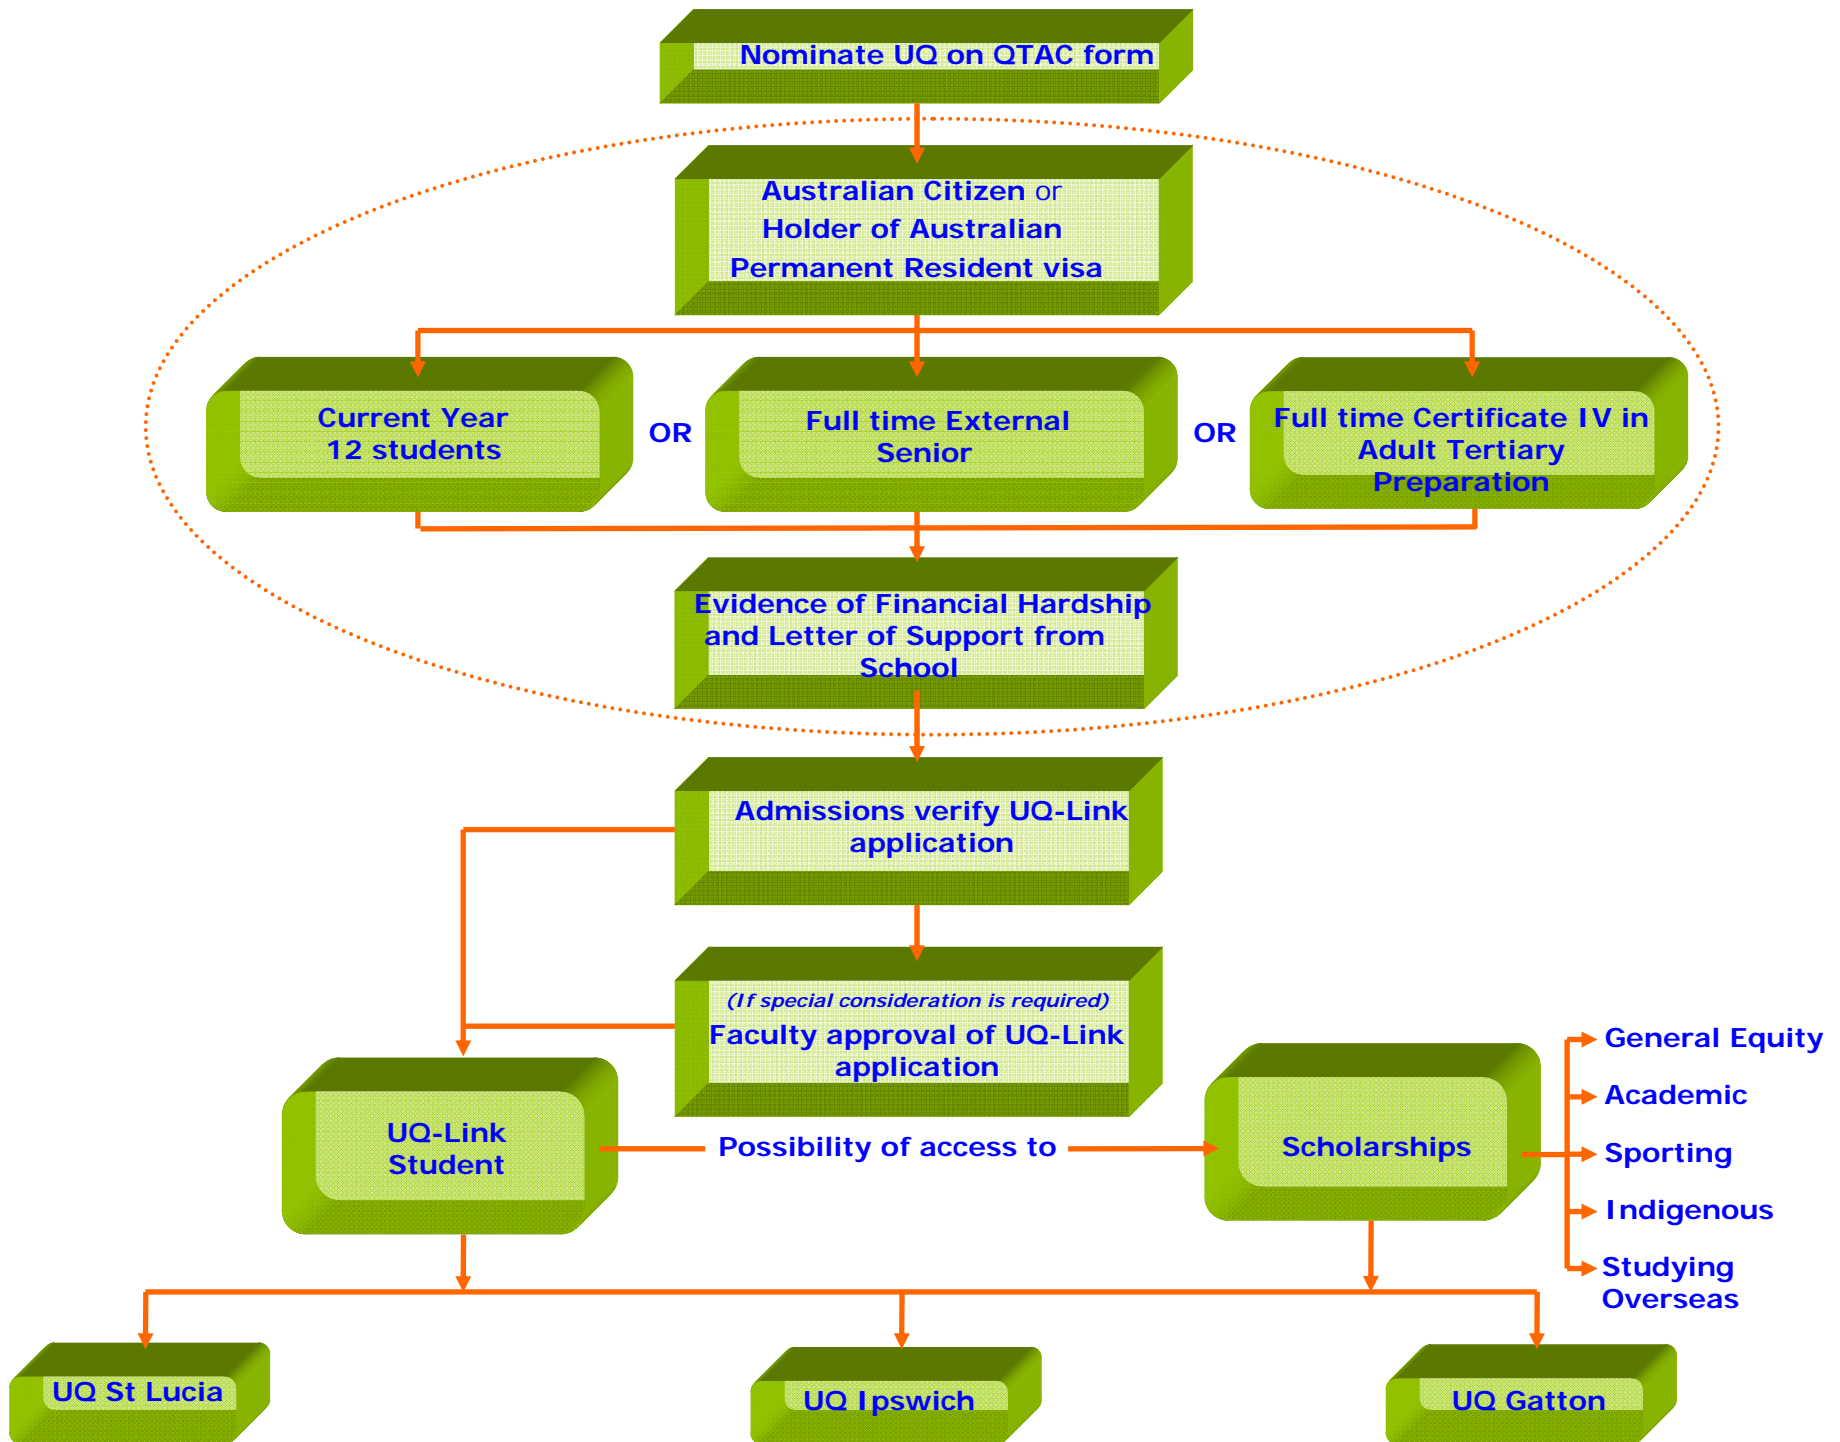 Nominate UQ on QTAC form
Australian Citizen or
Holder of Australian
Permanent Resident visa
Current Year
12 students
OR
Full time External
Senior
OR
Full time Certificate IV in
Adult Tertiary
Preparation
Evidence of Financial Hardship
and Letter of Support from
School
Admissions verify UQ-Link
application
(If special consideration is required)
Faculty approval of UQ-Link
application
UQ-Link
Student
Possibility of access to
Scholarships
General Equity
Academic
Sporting
Indigenous
Studying
Overseas
UQ St Lucia
UQ Ipswich
UQ Gatton